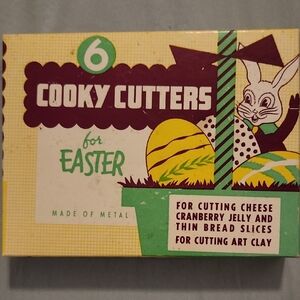 6
COOKY CUTTERS
for
EASTER
MADE OF METAL
FOR CUTTING CHEESE
CRANBERRY JELLY AND
THIN BREAD SLICES
FOR CUTTING ART CLAY